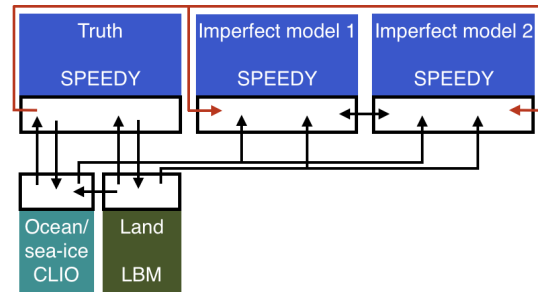 Truth
SPEEDY
Imperfect model 1
SPEEDY
Imperfect model 2
SPEEDY
Ocean/
sea-ice
CLIO
Land
LBM